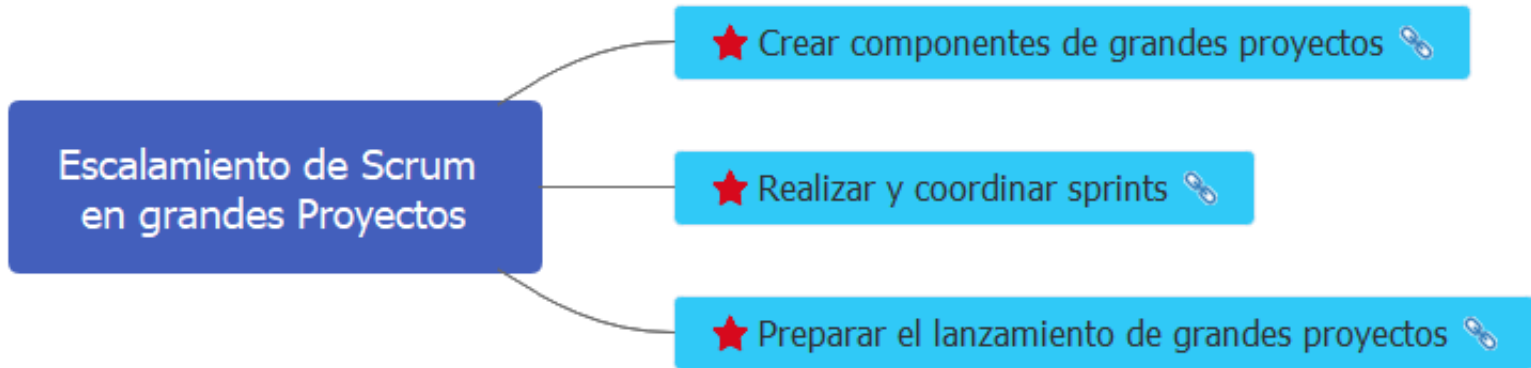 Escalamiento de Scrum
en grandes Proyectos
Crear componentes de grandes proyectos
Realizar y coordinar sprints
Preparar el lanzamiento de grandes proyectos